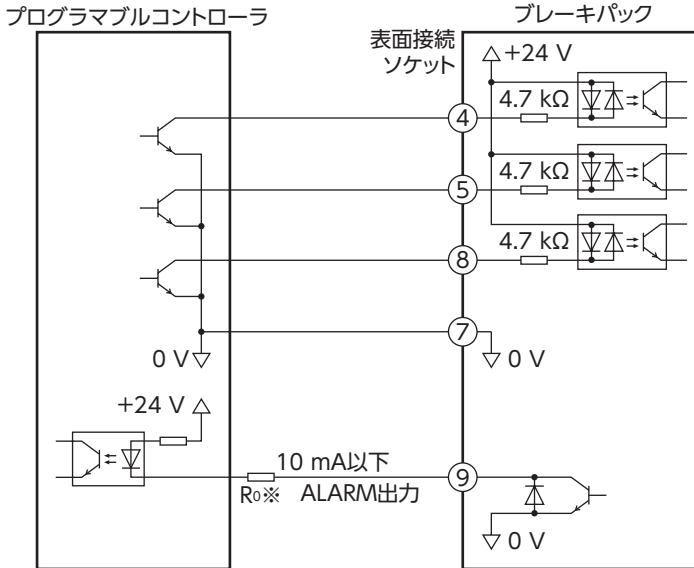 プログラマブルコントローラ
ブレーキパック
表面接続
ソケット
+24 V
4.7 kΩ
④
4.7 kΩ
⑤
4.7 kΩ
⑧
⑦
0 V
0 V
+24 V
10 mA以下
⑨
R0※
ALARM出力
0 V